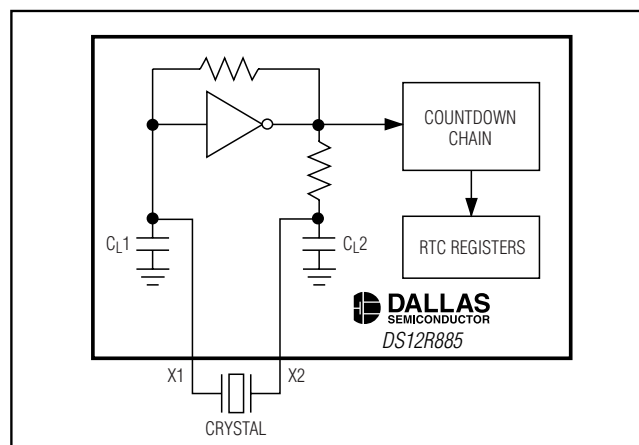 COUNTDOWN
CHAIN
RTC REGISTERS
CL1
CL2
DALLAS
SEMICONDUCTOR
DS12R885
X1
X2
CRYSTAL